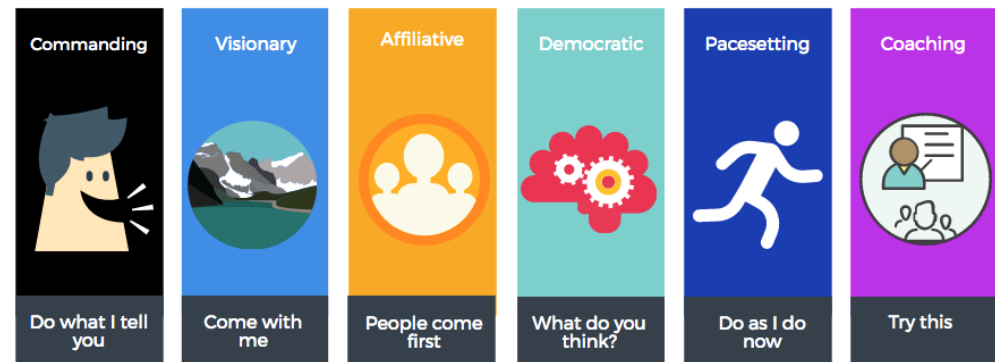 Commanding
Visionary
Affiliative
Democratic
Pacesetting
Coaching
Do what I tell
you
Come with
me
People come
first
What do you
think?
Do as I do
now
Try this